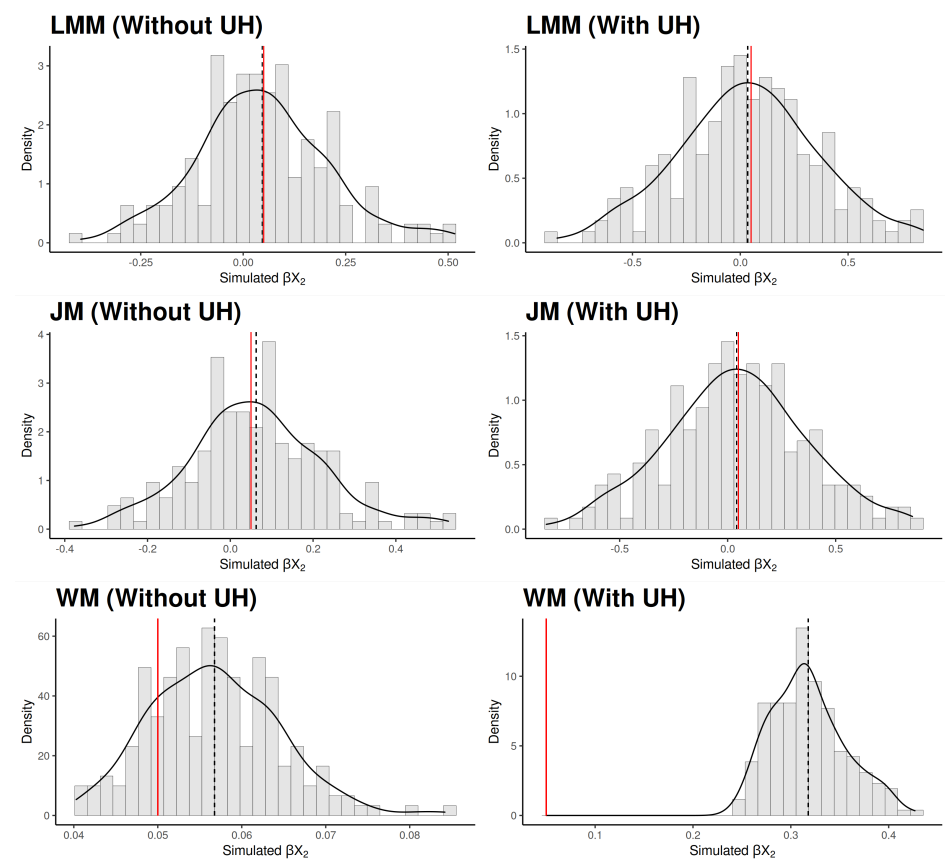 LMM (Without UH)
Density
3
2
1
0
-0.25 0.00 0.25 0.50
Simulated βX₂
LMM (With UH)
Density
1.5
1.0
0.5
0.0
-0.5 0.0 0.5
Simulated βX₂
JM (Without UH)
Density
4
3
2
1
0
-0.4 -0.2 0.0 0.2 0.4
Simulated βX₂
JM (With UH)
Density
1.5
1.0
0.5
0.0
-0.5 0.0 0.5
Simulated βX₂
WM (Without UH)
Density
60
40
20
0
0.04 0.05 0.06 0.07 0.08
Simulated βX₂
WM (With UH)
Density
10
5
0
0.1 0.2 0.3 0.4
Simulated βX₂